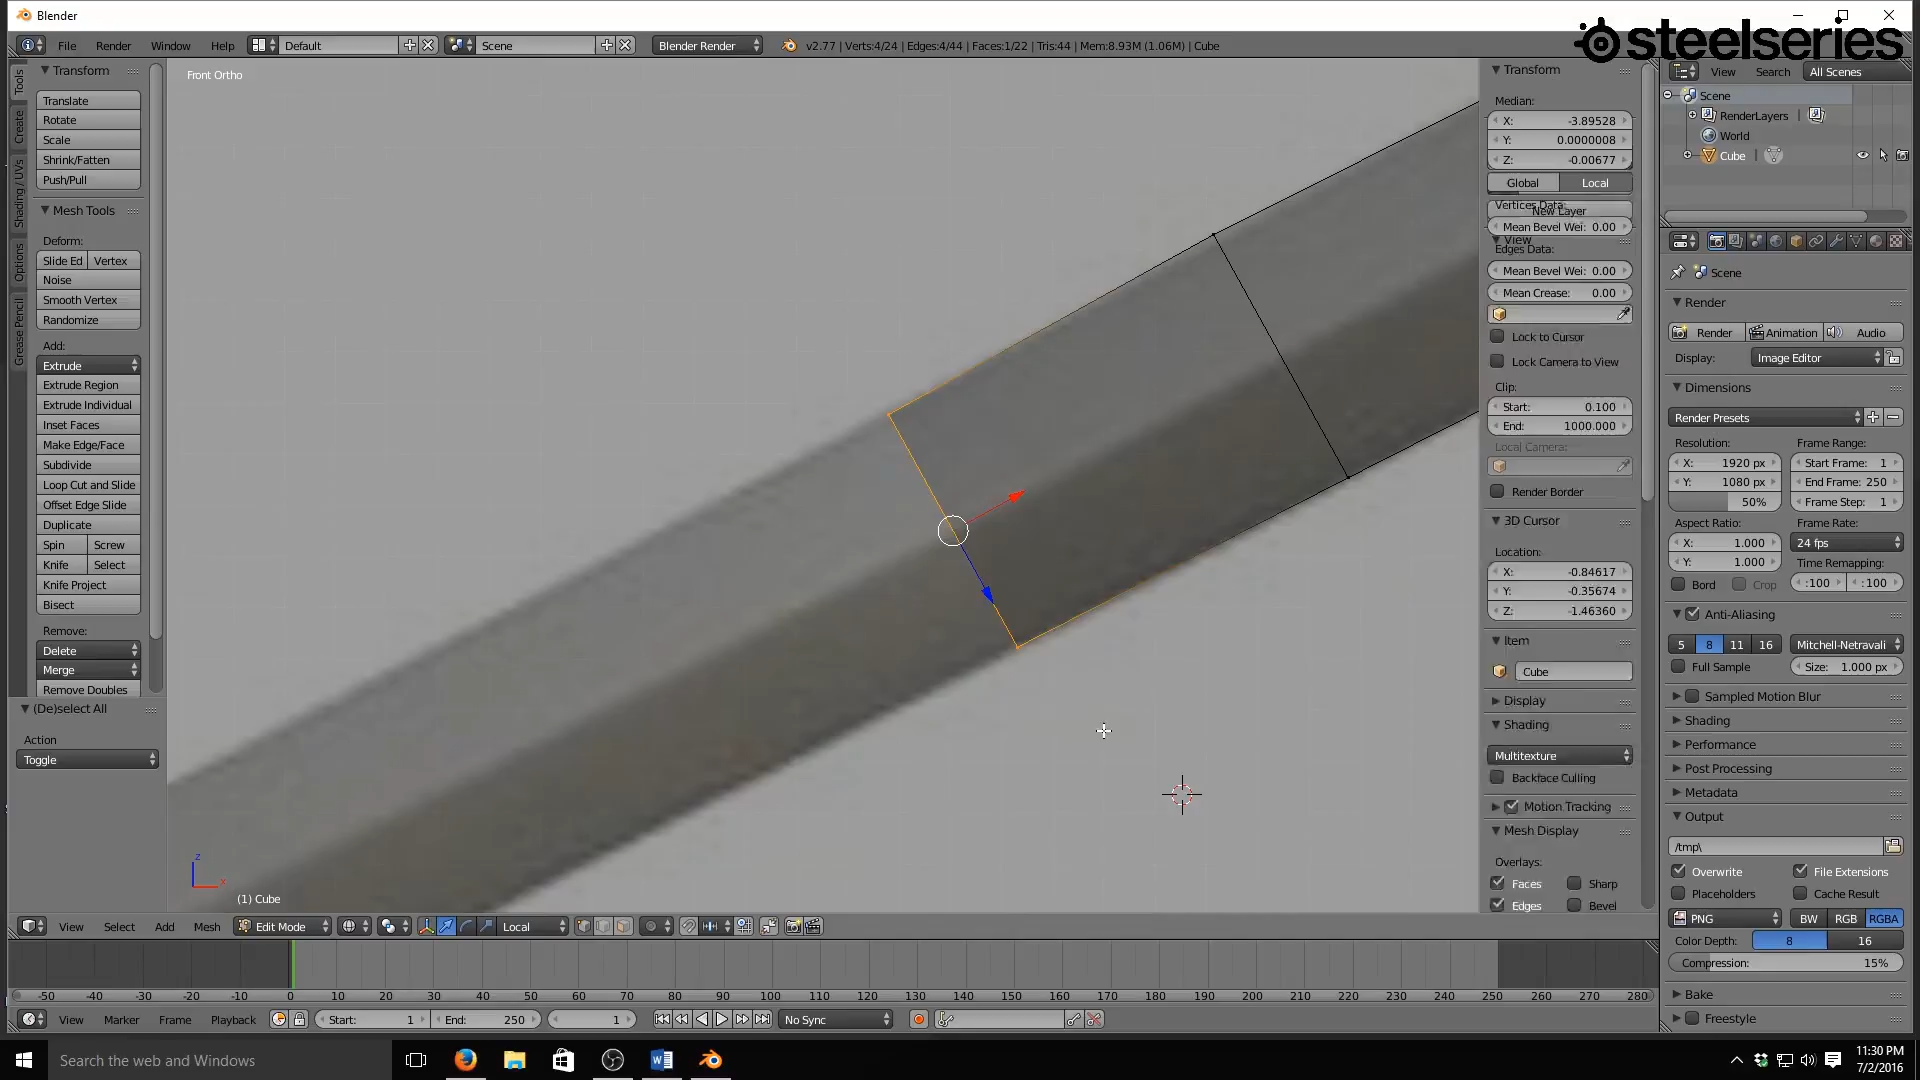 Blender
steelseries
File Render Window Help Default Scene Blender Render v2.77 | Verts:4/24 | Edges:4/44 | Faces:1/22 | Tris:44 | Mem:8.93M (1.06M) | Cube
View Search All Scenes
Tools
Create
Shading / UVs
Options
Grease Pencil
Transform
Translate
Rotate
Scale
Shrink/Fatten
Push/Pull
Mesh Tools
Deform:
Slide Ed Vertex
Noise
Smooth Vertex
Randomize
Add:
Extrude
Extrude Region
Extrude Individual
Inset Faces
Make Edge/Face
Subdivide
Loop Cut and Slide
Offset Edge Slide
Duplicate
Spin Screw
Knife Select
Knife Project
Bisect
Remove:
Delete
Merge
Remove Doubles
(De)select All
Action
Toggle
Front Ortho
z
x
(1) Cube
Transform
Median:
X: -3.89528
Y: 0.0000008
Z: -0.00677
Global Local
Vertices Data:
New Layer
Mean Bevel Wei: 0.00
View
Edges Data:
Mean Bevel Wei: 0.00
Mean Crease: 0.00
Lock to Cursor
Lock Camera to View
Clip:
Start: 0.100
End: 1000.000
Local Camera:
Render Border
3D Cursor
Location:
X: -0.84617
Y: -0.35674
Z: -1.46360
Item
Cube
Display
Shading
Multitexture
Backface Culling
Motion Tracking
Mesh Display
Overlays:
Faces Sharp
Edges Bevel
Scene
RenderLayers
World
Cube
Scene
Render
Render Animation Audio
Display: Image Editor
Dimensions
Render Presets
Resolution: Frame Range:
X: 1920 px Start Frame: 1
Y: 1080 px End Frame: 250
50% Frame Step: 1
Aspect Ratio: Frame Rate:
X: 1.000 24 fps
Y: 1.000 Time Remapping:
Bord Crop :100 :100
Anti-Aliasing
5 8 11 16 Mitchell-Netravali
Full Sample Size: 1.000 px
Sampled Motion Blur
Shading
Performance
Post Processing
Metadata
Output
/tmp\
Overwrite File Extensions
Placeholders Cache Result
PNG BW RGB RGBA
Color Depth: 8 16
Compression: 15%
Bake
Freestyle
View Select Add Mesh Edit Mode Local
-50 -40 -30 -20 -10 0 10 20 30 40 50 60 70 80 90 100 110 120 130 140 150 160 170 180 190 200 210 220 230 240 250 260 270 280
View Marker Frame Playback Start: 1 End: 250 1 No Sync
Search the web and Windows
11:30 PM
7/2/2016